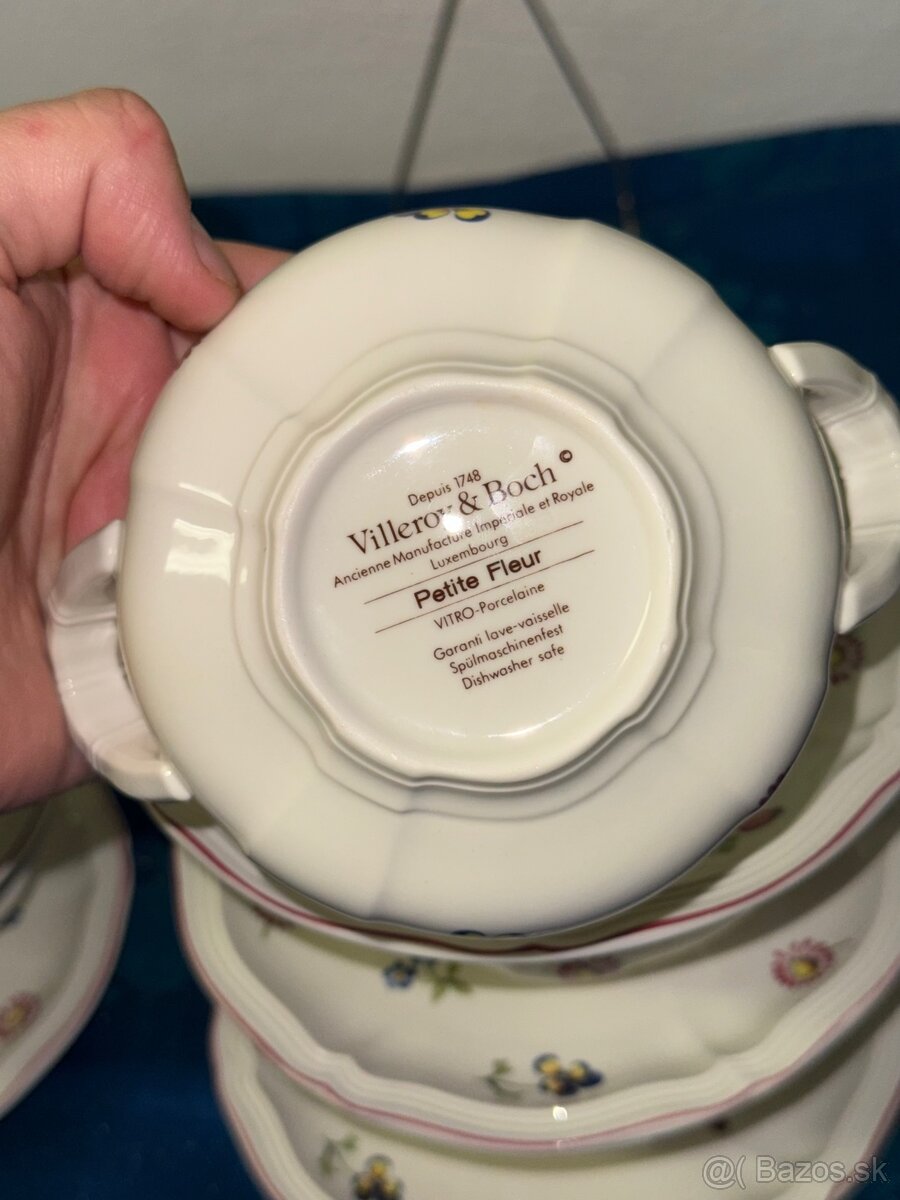 Depuis 1748
Villeroy & Boch ©
Ancienne Manufacture Impériale et Royale
Luxembourg
Petite Fleur
VITRO-Porcelaine
Garanti lave-vaisselle
Spülmaschinenfest
Dishwasher safe
@( Bazos.sk